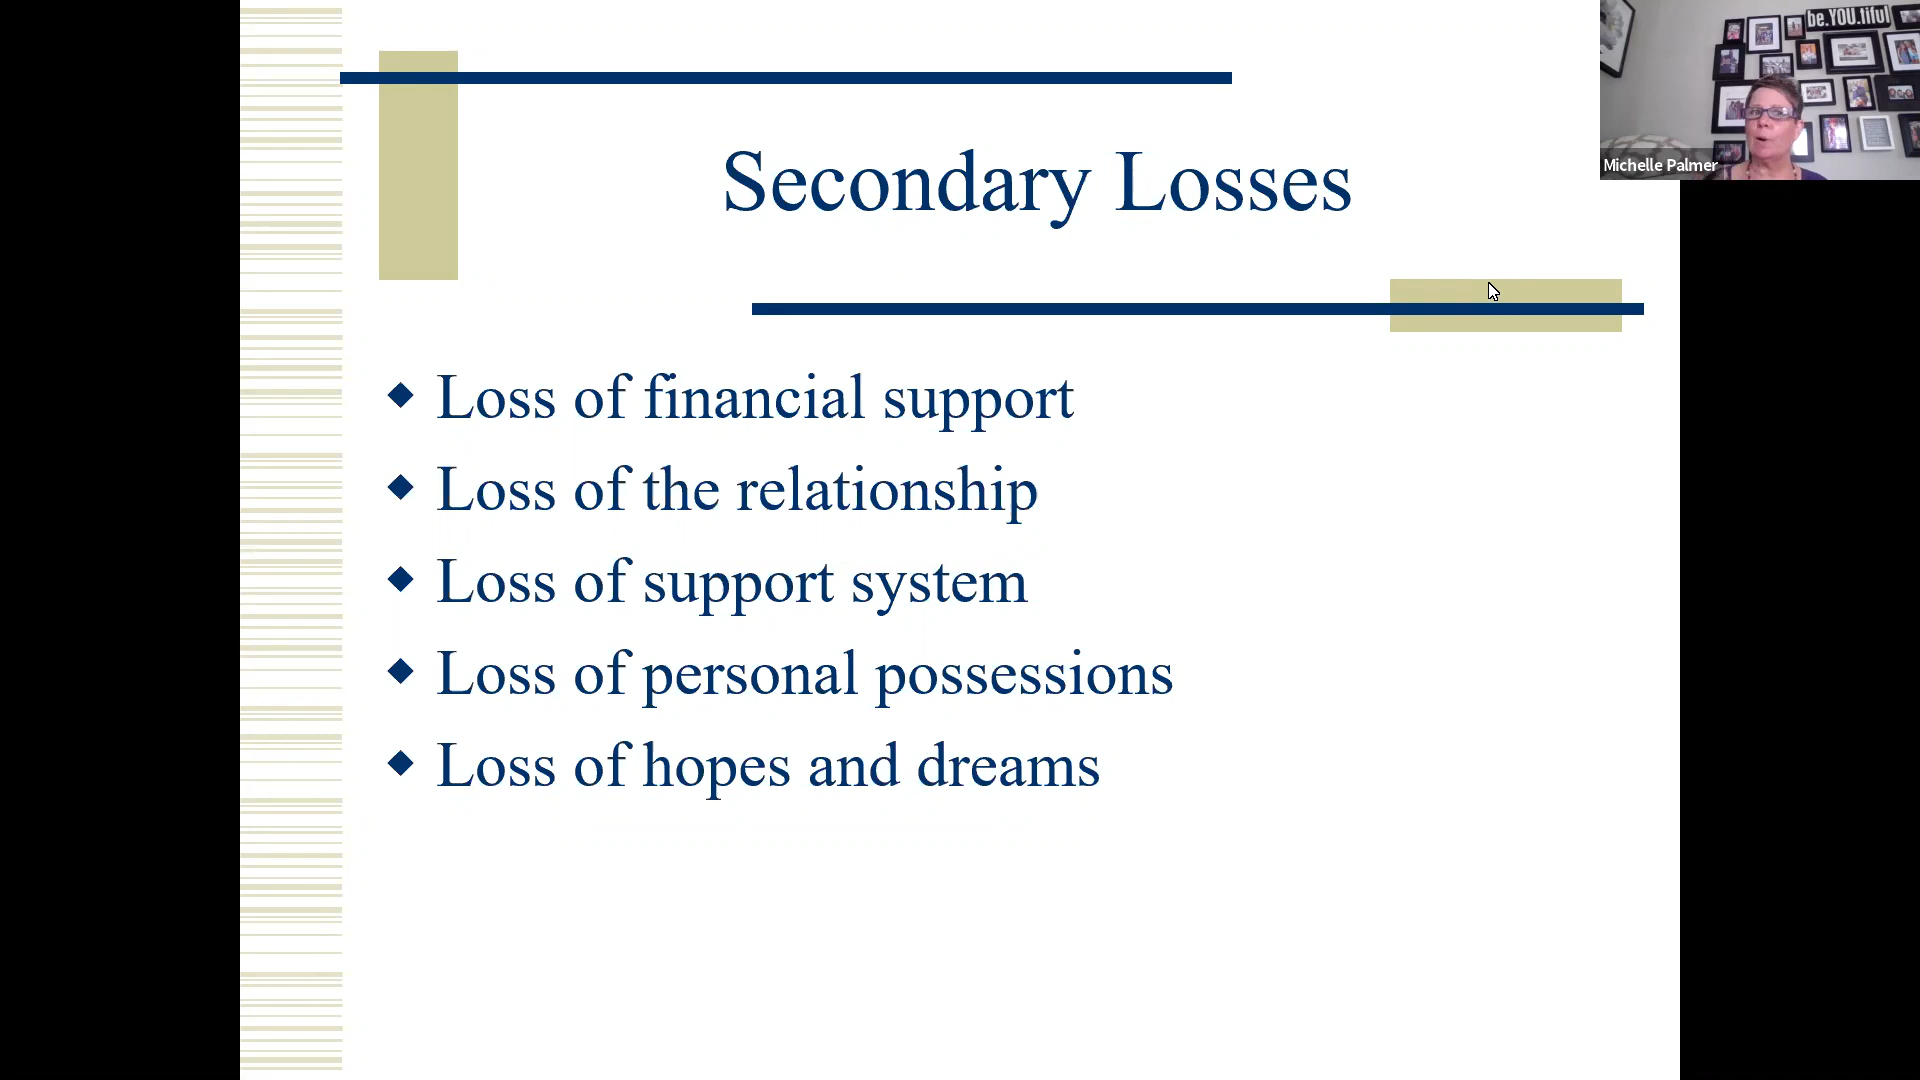 be.YOU.tiful
Michelle Palmer
Secondary Losses
Loss of financial support
Loss of the relationship
Loss of support system
Loss of personal possessions
Loss of hopes and dreams